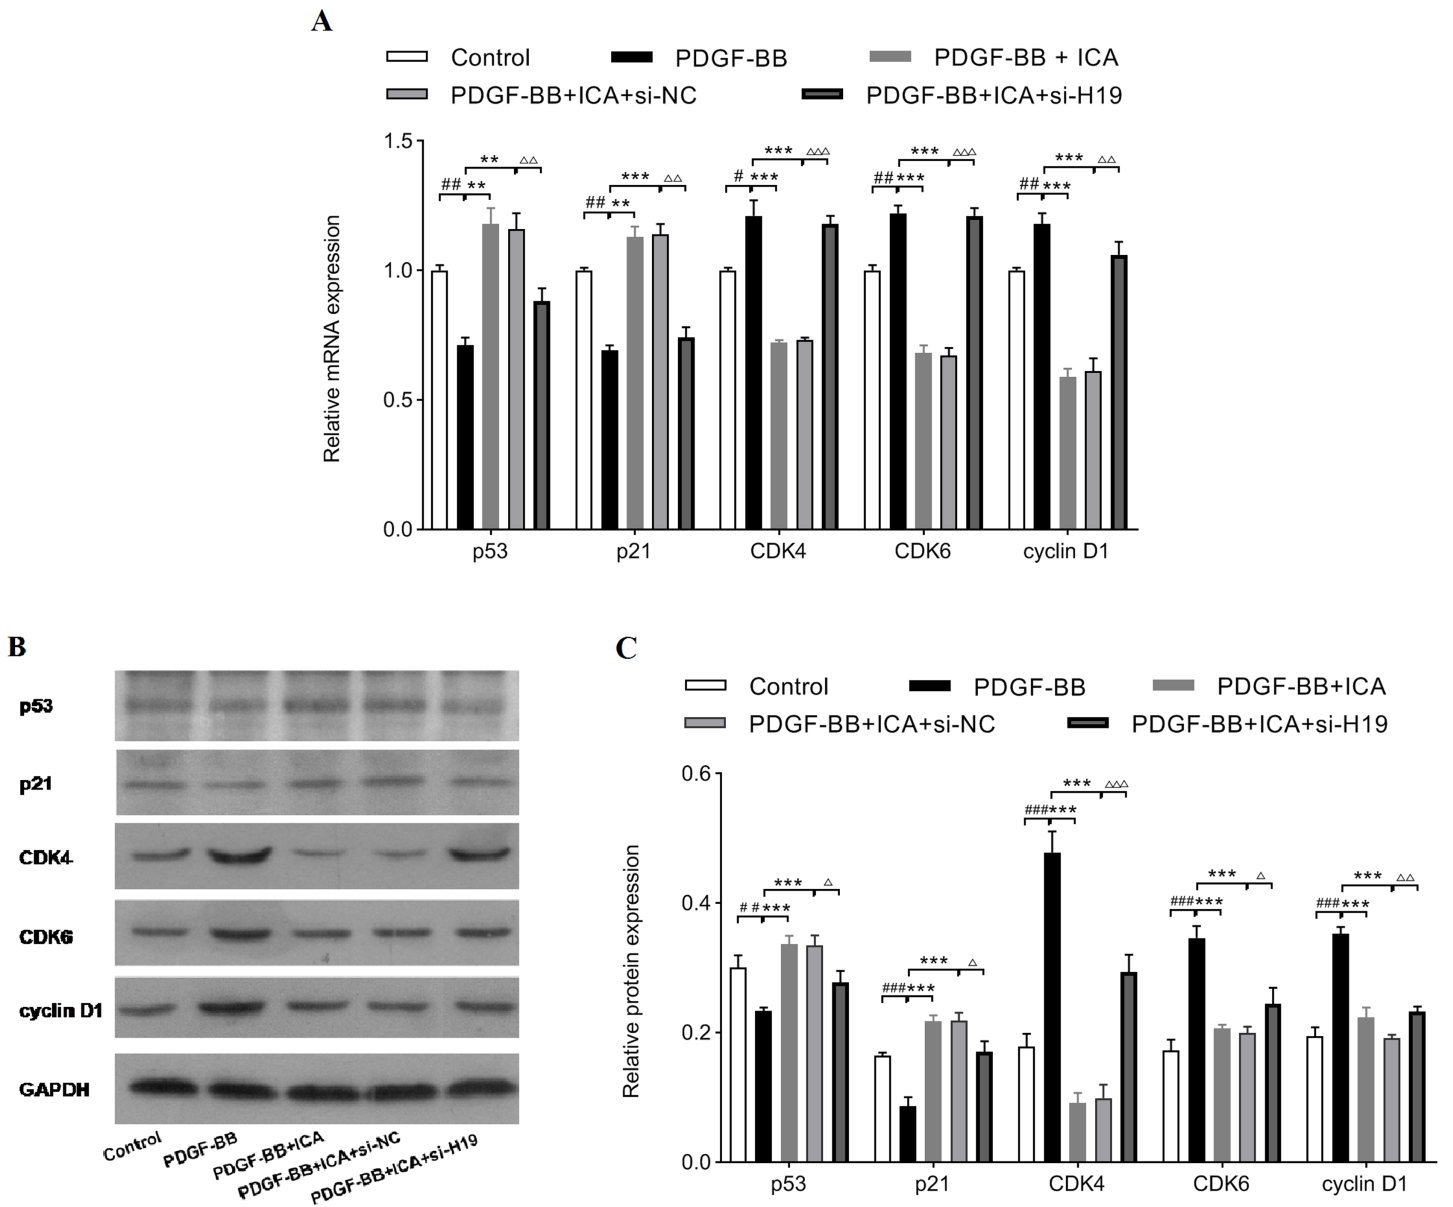 A
Control PDGF-BB PDGF-BB + ICA
PDGF-BB+ICA+si-NC PDGF-BB+ICA+si-H19
Relative mRNA expression
1.5
1.0
0.5
0.0
** △△
## **
*** △△
## **
*** △△△
# ***
*** △△△
## ***
*** △△
## ***
p53 p21 CDK4 CDK6 cyclin D1
B
p53
p21
CDK4
CDK6
4
cyclin D1
GAPDH
Control
PDGF-BB
PDGF-BB+ICA
PDGF-BB+ICA+si-NC
PDGF-BB+ICA+si-H19
C
Control PDGF-BB PDGF-BB+ICA
PDGF-BB+ICA+si-NC PDGF-BB+ICA+si-H19
Relative protein expression
0.6
0.4
0.2
0.0
*** △
# # ***
*** △
### ***
*** △△△
### ***
*** △
### ***
*** △△
### ***
p53 p21 CDK4 CDK6 cyclin D1